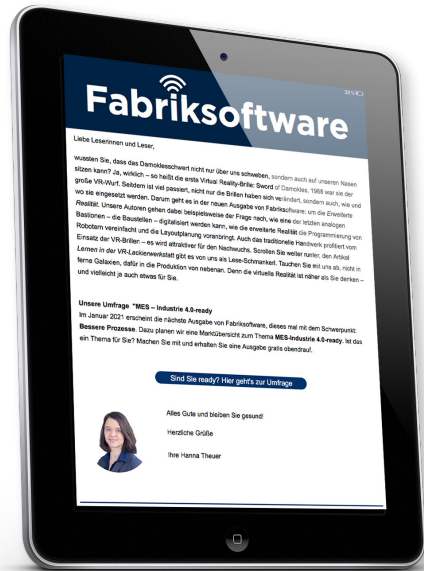 33 %
Fabriksoftware
Liebe Leserinnen und Leser,
wussten Sie, dass das Damoklesschwert nicht nur über uns schweben, sondern auch auf unseren Nasen
sitzen kann? Ja, wirklich – so heißt die erste Virtual Reality-Brille: Sword of Damokles. 1968 war sie der
große VR-Wurf. Seitdem ist viel passiert, nicht nur die Brillen haben sich verändert, sondern auch, wie und
wo sie eingesetzt werden. Darum geht es in der neuen Ausgabe von Fabriksoftware: um die Erweiterte
Realität. Unsere Autoren gehen dabei beispielsweise der Frage nach, wie eine der letzten analogen
Bastionen – die Baustellen – digitalisiert werden kann, wie die erweiterte Realität die Programmierung von
Robotern vereinfacht und die Layoutplanung voranbringt. Auch das traditionelle Handwerk profitiert vom
Einsatz der VR-Brillen – es wird attraktiver für den Nachwuchs. Scrollen Sie weiter runter, den Artikel
Lernen in der VR-Lackierwerkstatt gibt es von uns als Lese-Schmankerl. Tauchen Sie mit uns ab, nicht in
ferne Galaxien, dafür in die Produktion von nebenan. Denn die virtuelle Realität ist näher als Sie denken –
und vielleicht ja auch etwas für Sie.
Unsere Umfrage "MES – Industrie 4.0-ready
Im Januar 2021 erscheint die nächste Ausgabe von Fabriksoftware, dieses mal mit dem Schwerpunkt:
Bessere Prozesse. Dazu planen wir eine Marktübersicht zum Thema MES-Industrie 4.0-ready. Ist das
ein Thema für Sie? Machen Sie mit und erhalten Sie eine Ausgabe gratis obendrauf.
Sind Sie ready? Hier geht's zur Umfrage
Alles Gute und bleiben Sie gesund!
Herzliche Grüße
Ihre Hanna Theuer